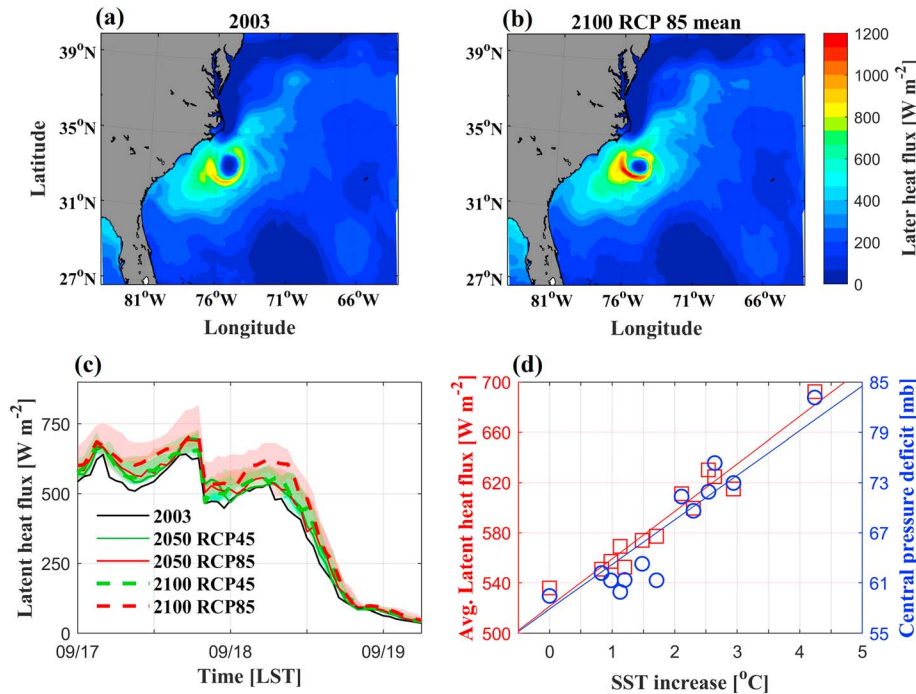 (a)
2003
(b)
2100 RCP 85 mean
39°N
35°N
31°N
27°N
Latitude
81°W
76°W
71°W
66°W
Longitude
39°N
35°N
31°N
27°N
81°W
76°W
71°W
66°W
Longitude
1200
1000
800
600
400
200
0
Later heat flux [W m-2]
(c)
Latent heat flux [W m-2]
750
500
250
0
2003
2050 RCP45
2050 RCP85
2100 RCP45
2100 RCP85
09/17
09/18
09/19
Time [LST]
(d)
Avg. Latent heat flux [W m-2]
700
660
620
580
540
500
0
1
2
3
4
5
SST increase [°C]
85
79
73
67
61
55
Central pressure deficit [mb]